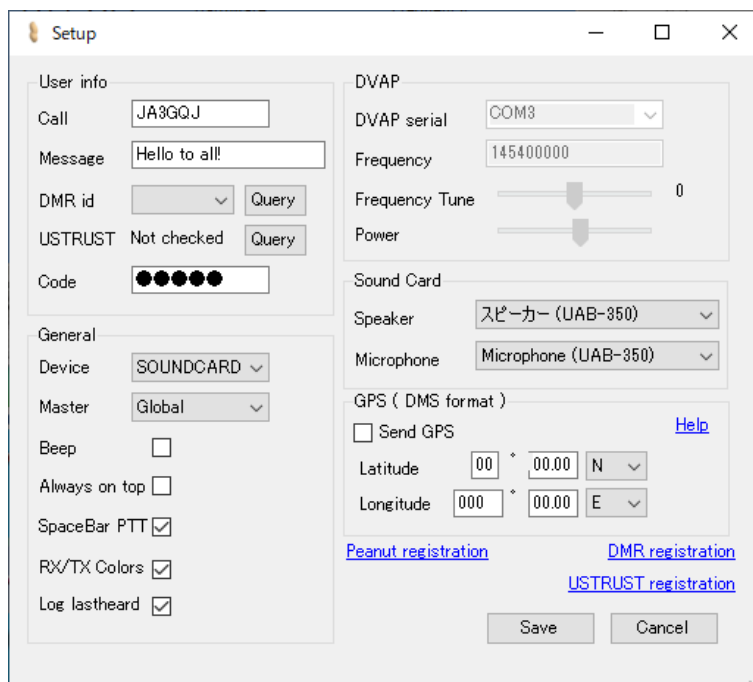 Setup
User info
Call JA3GQJ
Message Hello to all!
DMR id Query
USTRUST Not checked Query
Code ●●●●●
General
Device SOUNDCARD
Master Global
Beep
Always on top
SpaceBar PTT
RX/TX Colors
Log lastheard
DVAP
DVAP serial COM3
Frequency 145400000
Frequency Tune 0
Power
Sound Card
Speaker スピーカー (UAB-350)
Microphone Microphone (UAB-350)
GPS ( DMS format )
Send GPS Help
Latitude 00 ° 00.00 N
Longitude 000 ° 00.00 E
Peanut registration DMR registration
USTRUST registration
Save Cancel